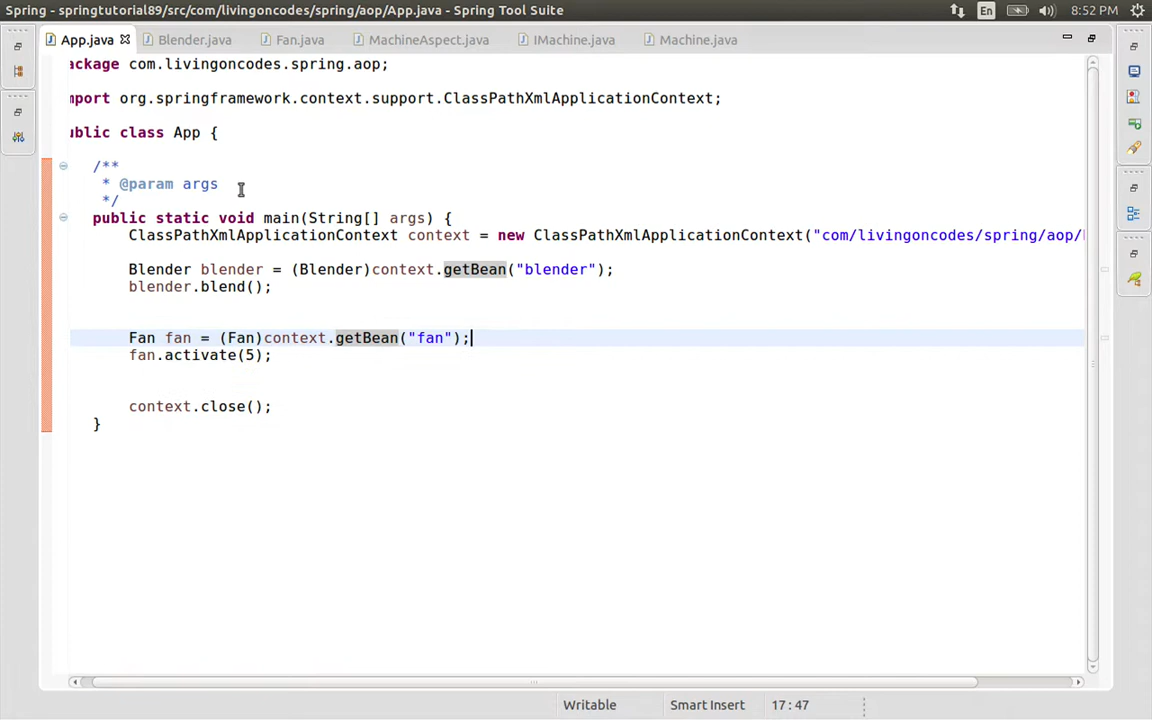 Spring - springtutorial89/src/com/livingoncodes/spring/aop/App.java - Spring Tool Suite
En
8:52 PM
App.java
Blender.java
Fan.java
MachineAspect.java
IMachine.java
Machine.java
ackage com.livingoncodes.spring.aop;
mport org.springframework.context.support.ClassPathXmlApplicationContext;
ublic class App {
/**
* @param args
*/
public static void main(String[] args) {
ClassPathXmlApplicationContext context = new ClassPathXmlApplicationContext("com/livingoncodes/spring/aop/
Blender blender = (Blender)context.getBean("blender");
blender.blend();
Fan fan = (Fan)context.getBean("fan");
fan.activate(5);
context.close();
}
Writable
Smart Insert
17 : 47